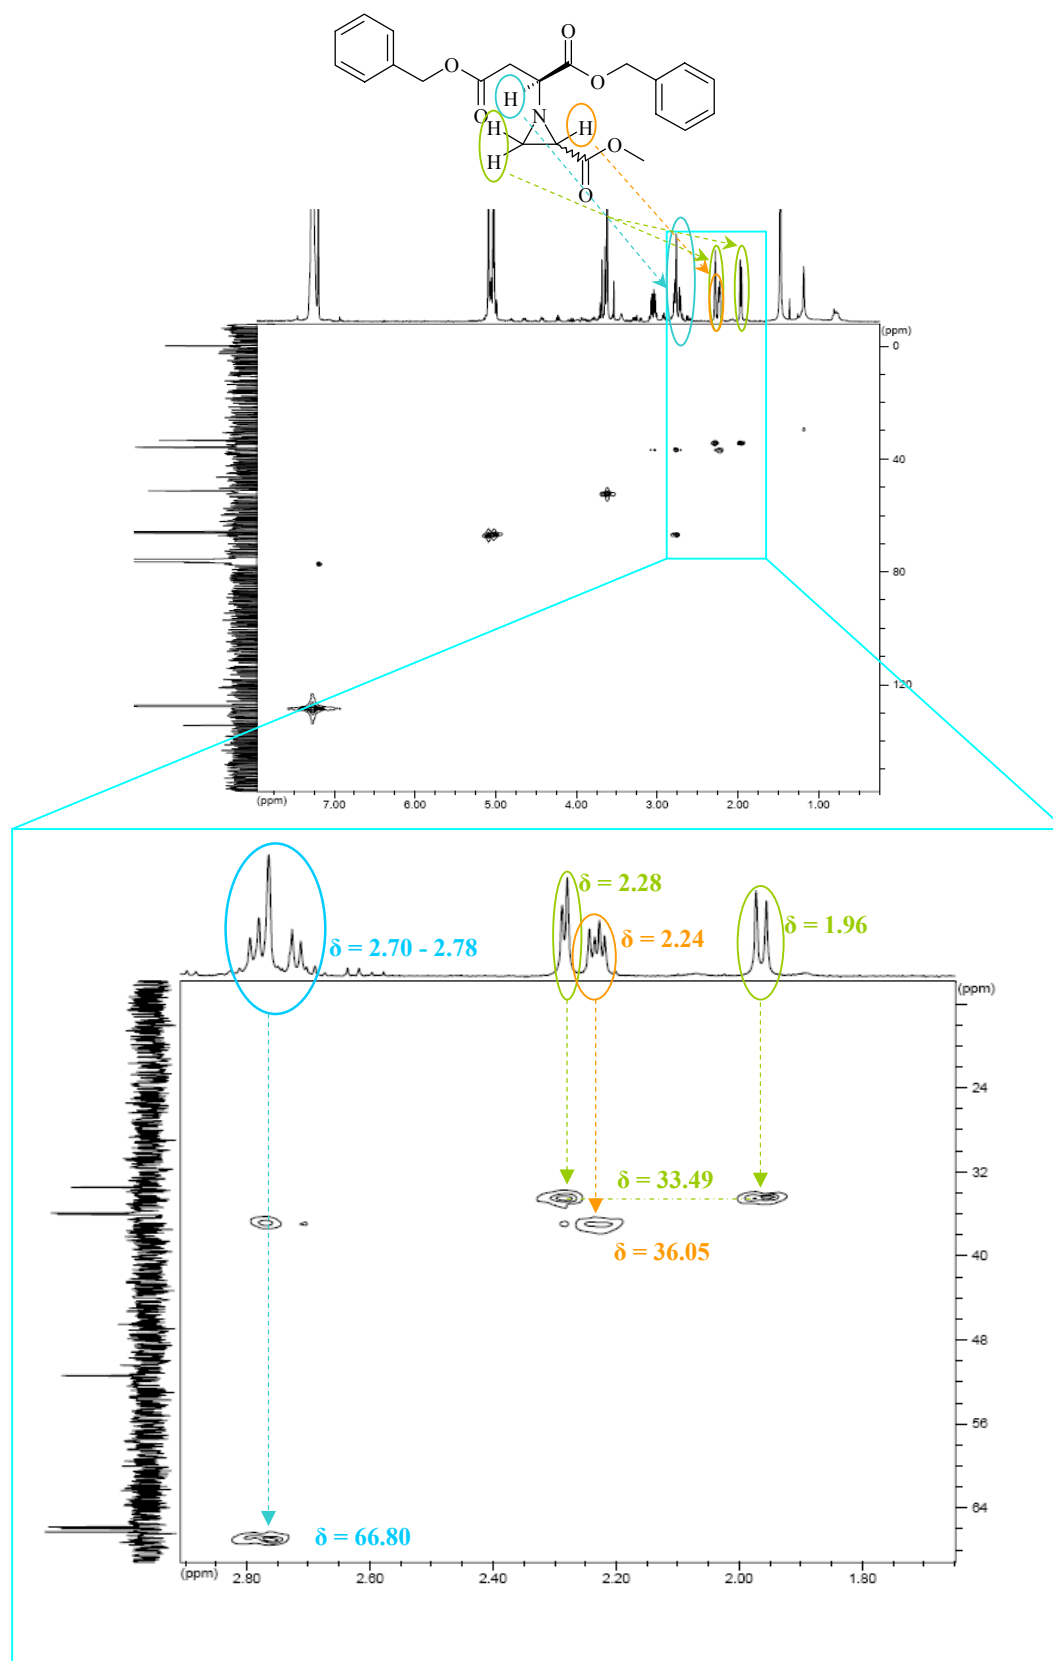 O
O
O
H
N
O
H
H
H
O
O
(ppm)
0
40
80
120
(ppm) 7.00 6.00 5.00 4.00 3.00 2.00 1.00
δ = 2.28
δ = 1.96
δ = 2.24
δ = 2.70 - 2.78
(ppm)
24
32
δ = 33.49
40
δ = 36.05
48
56
64
δ = 66.80
(ppm) 2.80 2.60 2.40 2.20 2.00 1.80